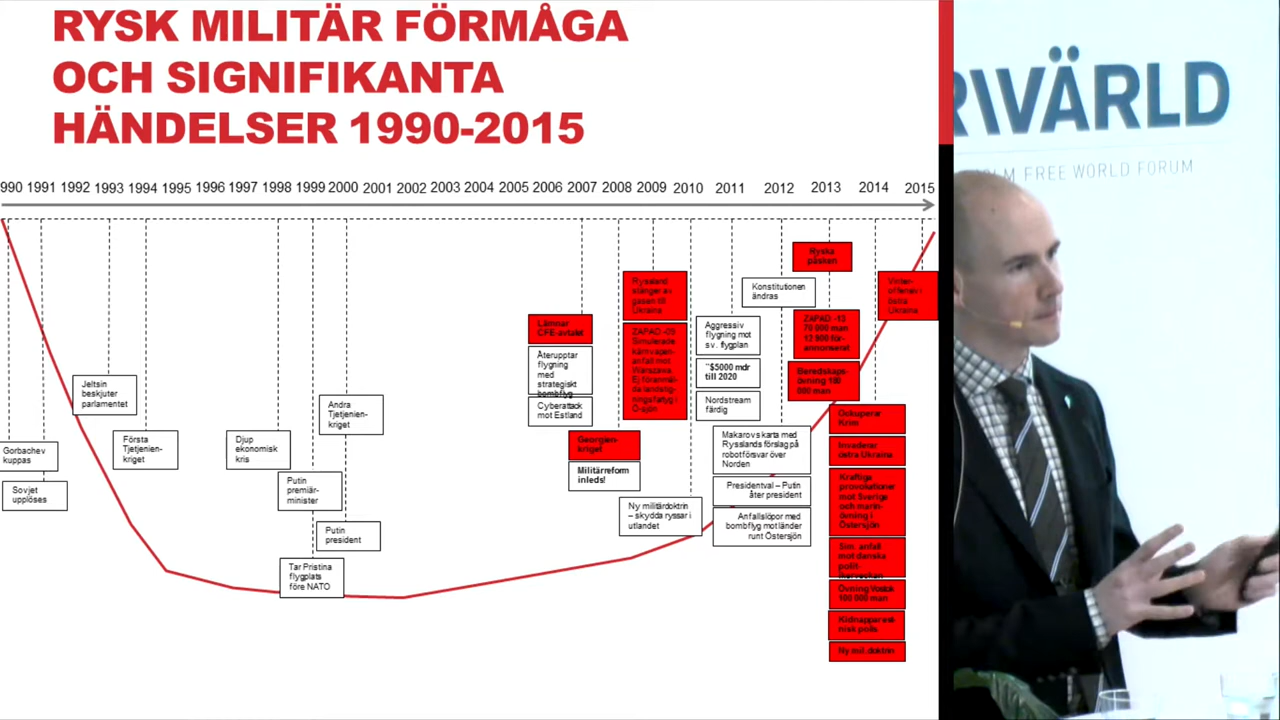 RYSK MILITÄR FÖRMÅGA
OCH SIGNIFIKANTA
HÄNDELSER 1990-2015
990 1991 1992 1993 1994 1995 1996 1997 1998 1999 2000 2001 2002 2003 2004 2005 2006 2007 2008 2009 2010 2011 2012 2013 2014 2015
Gorbachev
kuppas
Sovjet
upplöses
Jeltsin
beskjuter
parlamentet
Första
Tjetjenien-
kriget
Djup
ekonomisk
kris
Putin
premiär-
minister
Andra
Tjetjenien-
kriget
Putin
president
Tar Pristina
flygplats
före NATO
Lämnar
CFE-avtalet
Återupptar
flygning
med
strategiskt
bombflyg
Cyberattack
mot Estland
Georgien-
kriget
Militärreform
inleds!
Ny militärdoktrin
– skydda ryssar i
utlandet
Ryssland
stänger av
gasen till
Ukraina
ZAPAD -09
Simulerade
kärnvapen-
anfall mot
Warszawa
Ö-sjön
Aggressiv
flygning mot
sv. flygplan
~$5000 mdr
till 2020
Nordstream
färdig
Makarovs karta med
Rysslands förslag på
robotförsvar över
Norden
Presidentval – Putin
åter president
Anfallslöpor med
bombflyg mot länder
runt Östersjön
Konstitutionen
ändras
Ryska
påsken
ZAPAD -13
70 000 man
12 900 för-
annonserat
Beredskaps-
övning 160
000 man
Ockuperar
Krim
Invaderar
östra Ukraina
Kraftiga
provokationer
mot Sverige
och marin-
övning i
Östersjön
Sim. anfall
mot danska
polit-
Övning Vostok
100 000 man
Kidnappar est-
nisk polis
Ny mil.doktrin
Vinter-
offensiv i
östra
Ukraina
RIVÄRLD
LM FREE WORLD FORUM